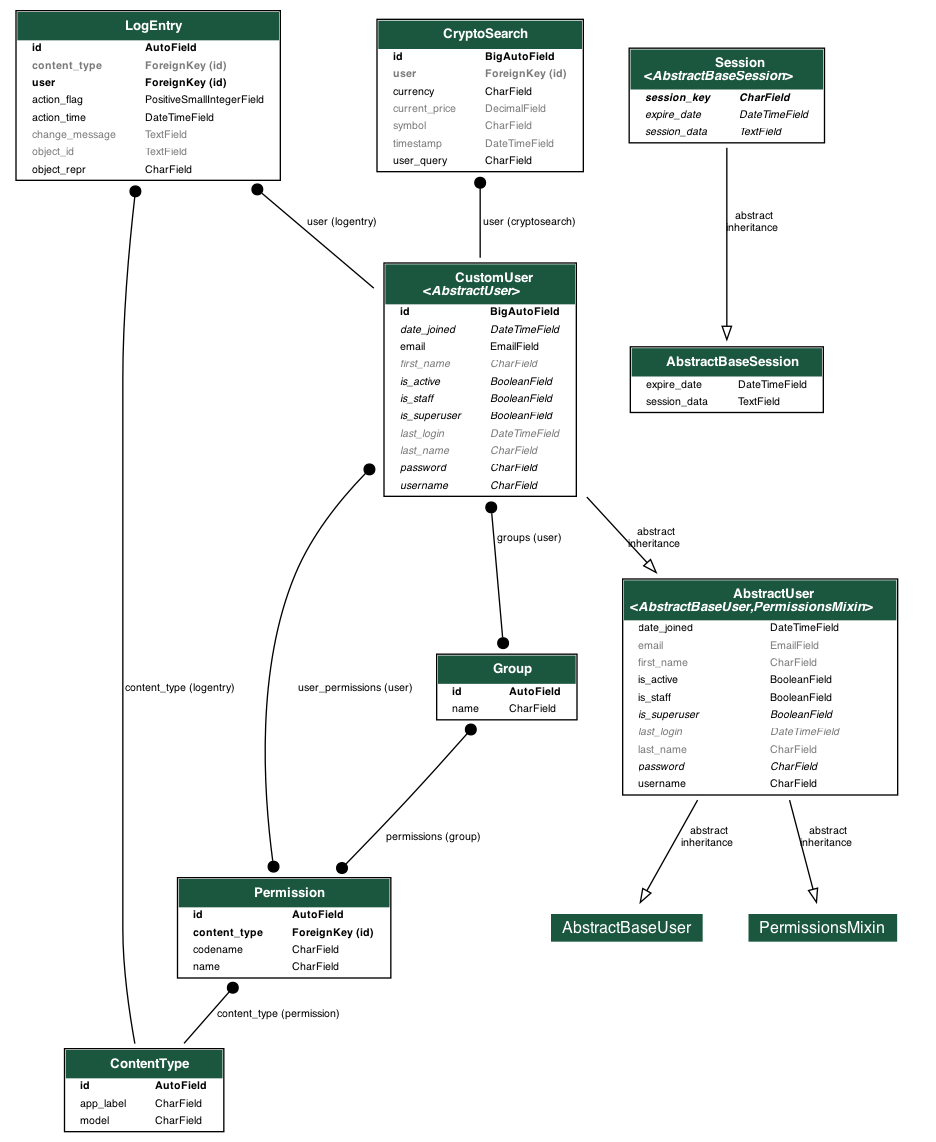 LogEntry
id AutoField
content_type ForeignKey (id)
user ForeignKey (id)
action_flag PositiveSmallIntegerField
action_time DateTimeField
change_message TextField
object_id TextField
object_repr CharField
CryptoSearch
id BigAutoField
user ForeignKey (id)
currency CharField
current_price DecimalField
symbol CharField
timestamp DateTimeField
user_query CharField
Session
<AbstractBaseSession>
session_key CharField
expire_date DateTimeField
session_data TextField
user (logentry)
user (cryptosearch)
abstract
inheritance
CustomUser
<AbstractUser>
id BigAutoField
date_joined DateTimeField
email EmailField
first_name CharField
is_active BooleanField
is_staff BooleanField
is_superuser BooleanField
last_login DateTimeField
last_name CharField
password CharField
username CharField
AbstractBaseSession
expire_date DateTimeField
session_data TextField
groups (user)
abstract
inheritance
AbstractUser
<AbstractBaseUser,PermissionsMixin>
date_joined DateTimeField
email EmailField
first_name CharField
is_active BooleanField
is_staff BooleanField
is_superuser BooleanField
last_login DateTimeField
last_name CharField
password CharField
username CharField
content_type (logentry)
user_permissions (user)
Group
id AutoField
name CharField
permissions (group)
abstract
inheritance
abstract
inheritance
Permission
id AutoField
content_type ForeignKey (id)
codename CharField
name CharField
AbstractBaseUser
PermissionsMixin
content_type (permission)
ContentType
id AutoField
app_label CharField
model CharField